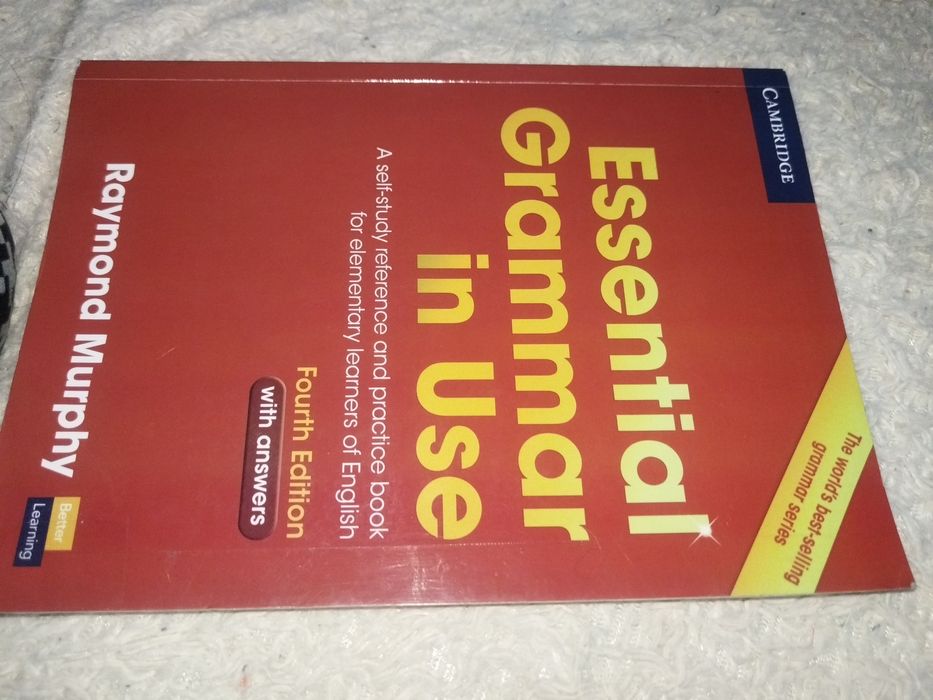 CAMBRIDGE
The world's best-selling
grammar series
Essential
Grammar
in Use
A self-study reference and practice book
for elementary learners of English
Fourth Edition
with answers
Raymond Murphy
Better
Learning